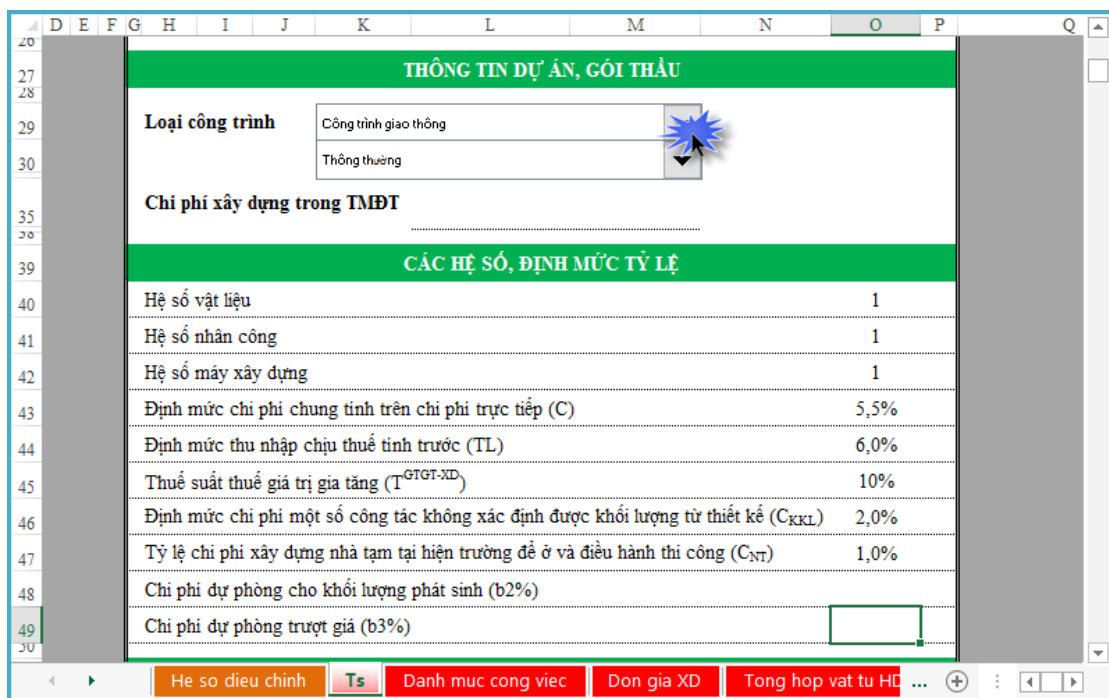 D E F G H I J K L M N O P Q
26
27 THÔNG TIN DỰ ÁN, GÓI THẦU
28
29 Loại công trình Công trình giao thông
30 Thông thường
35 Chi phí xây dựng trong TMĐT
38
39 CÁC HỆ SỐ, ĐỊNH MỨC TỶ LỆ
40 Hệ số vật liệu 1
41 Hệ số nhân công 1
42 Hệ số máy xây dựng 1
43 Định mức chi phí chung tính trên chi phí trực tiếp (C) 5,5%
44 Định mức thu nhập chịu thuế tính trước (TL) 6,0%
45 Thuế suất thuế giá trị gia tăng (TGTGT-XD) 10%
46 Định mức chi phí một số công tác không xác định được khối lượng từ thiết kế (CKKL) 2,0%
47 Tỷ lệ chi phí xây dựng nhà tạm tại hiện trường để ở và điều hành thi công (CNT) 1,0%
48 Chi phí dự phòng cho khối lượng phát sinh (b2%)
49 Chi phí dự phòng trượt giá (b3%)
50
He so dieu chinh Ts Danh muc cong viec Don gia XD Tong hop vat tu HD ...